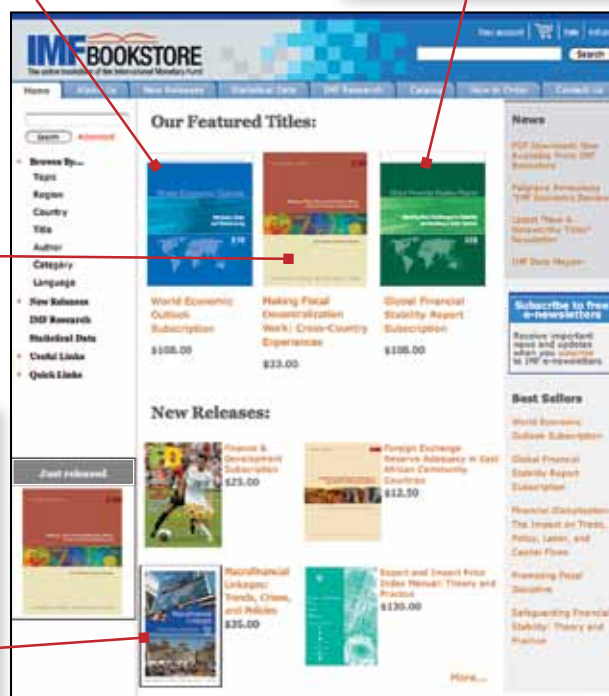 IMF BOOKSTORE
The online bookstore of the International Monetary Fund
Search
Home
New Releases
Statistical Data
IMF Research
Catalog
How to Order
Contact Us
Search
Advanced
Browse By...
Topic
Region
Country
Title
Author
Category
Language
New Releases
IMF Research
Statistical Data
Useful Links
Quick Links
Just released
Our Featured Titles:
World Economic
Outlook
Subscription
$108.00
Making Fiscal
Decentralization
Work: Cross-Country
Experiences
$33.00
Global Financial
Stability Report
Subscription
$108.00
New Releases:
Finance &
Development
Subscription
$25.00
Foreign Exchange
Reserve Adequacy in East
African Community
Countries
$12.50
Macrofinancial
Linkages:
Trends, Crises,
and Policies
$35.00
Export and Import Price
Index Manual: Theory and
Practice
$130.00
More...
News
PDF Downloads Now
Available From IMF
Bookstore
Palgrave Announces
"IMF Economic Review"
Latest "New &
Noteworthy Titles"
Newsletter
IMF Data Mapper
Subscribe to free
e-newsletters
Receive important
news and updates
when you subscribe
to IMF e-newsletters
Best Sellers
World Economic
Outlook Subscription
Global Financial
Stability Report
Subscription
Financial Globalization:
The Impact on Trade,
Policy, Labor, and
Capital Flows
Promoting Fiscal
Discipline
Safeguarding Financial
Stability: Theory and
Practice